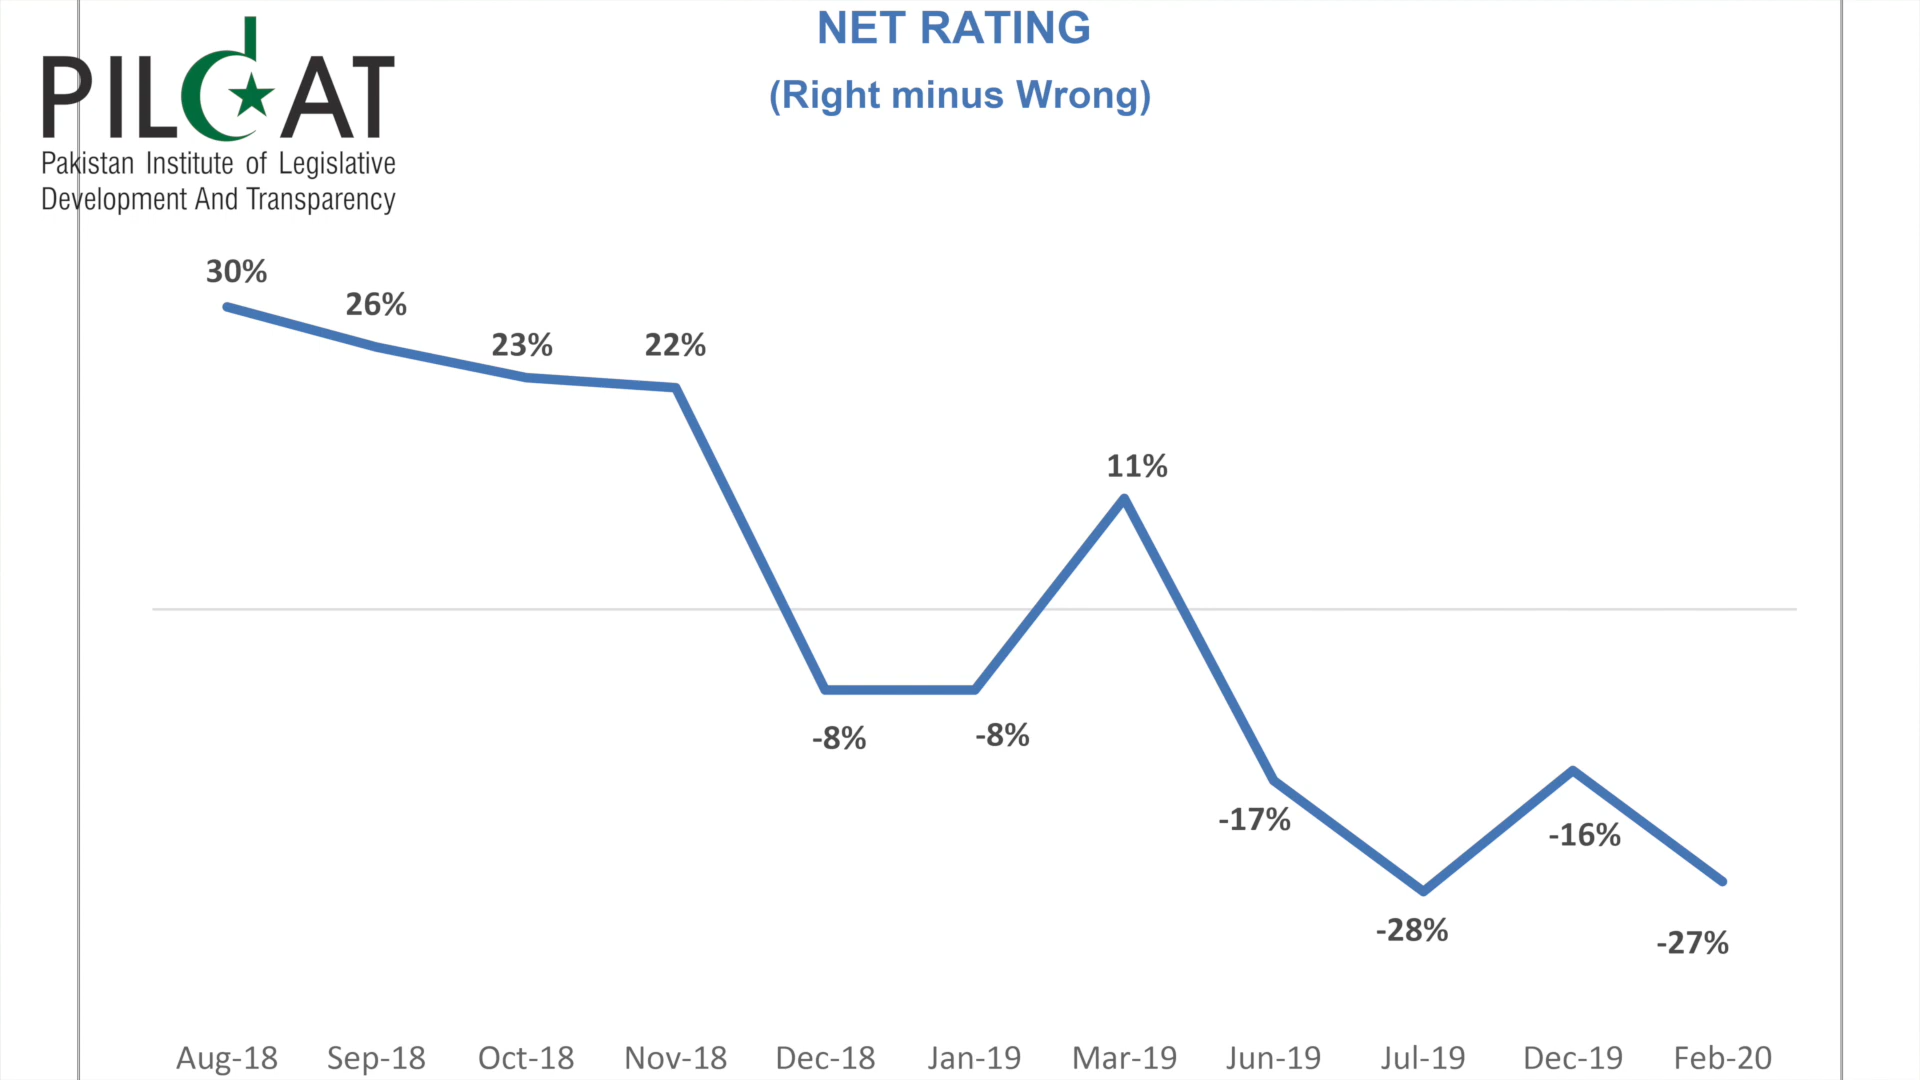 NET RATING
(Right minus Wrong)
PILDAT
Pakistan Institute of Legislative
Development And Transparency
30%
26%
23%
22%
-8%
-8%
11%
-17%
-28%
-16%
-27%
Aug-18 Sep-18 Oct-18 Nov-18 Dec-18 Jan-19 Mar-19 Jun-19 Jul-19 Dec-19 Feb-20